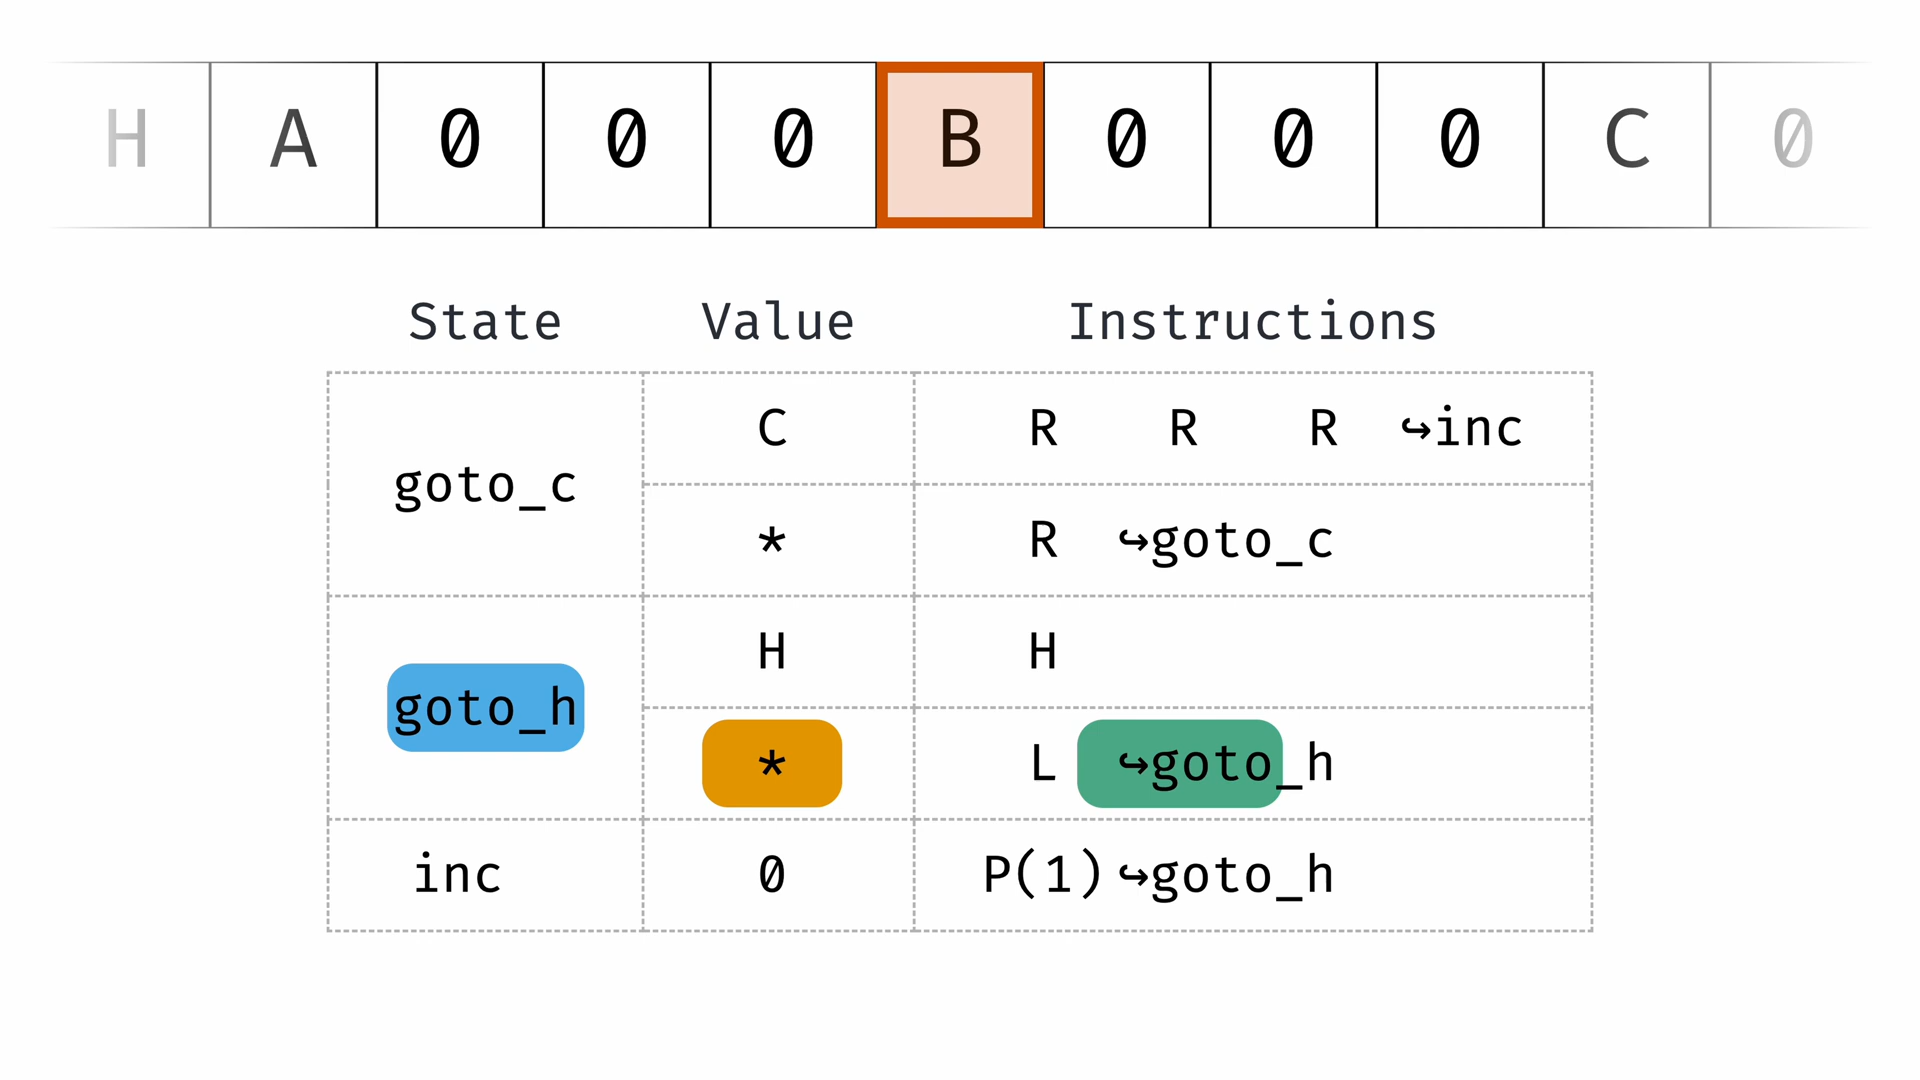 H A 0 0 0 B 0 0 0 C 0
State Value Instructions
goto_c
C R R R ↪inc
* R ↪goto_c
goto_h
H H
* L ↪goto_h
inc 0 P(1) ↪goto_h